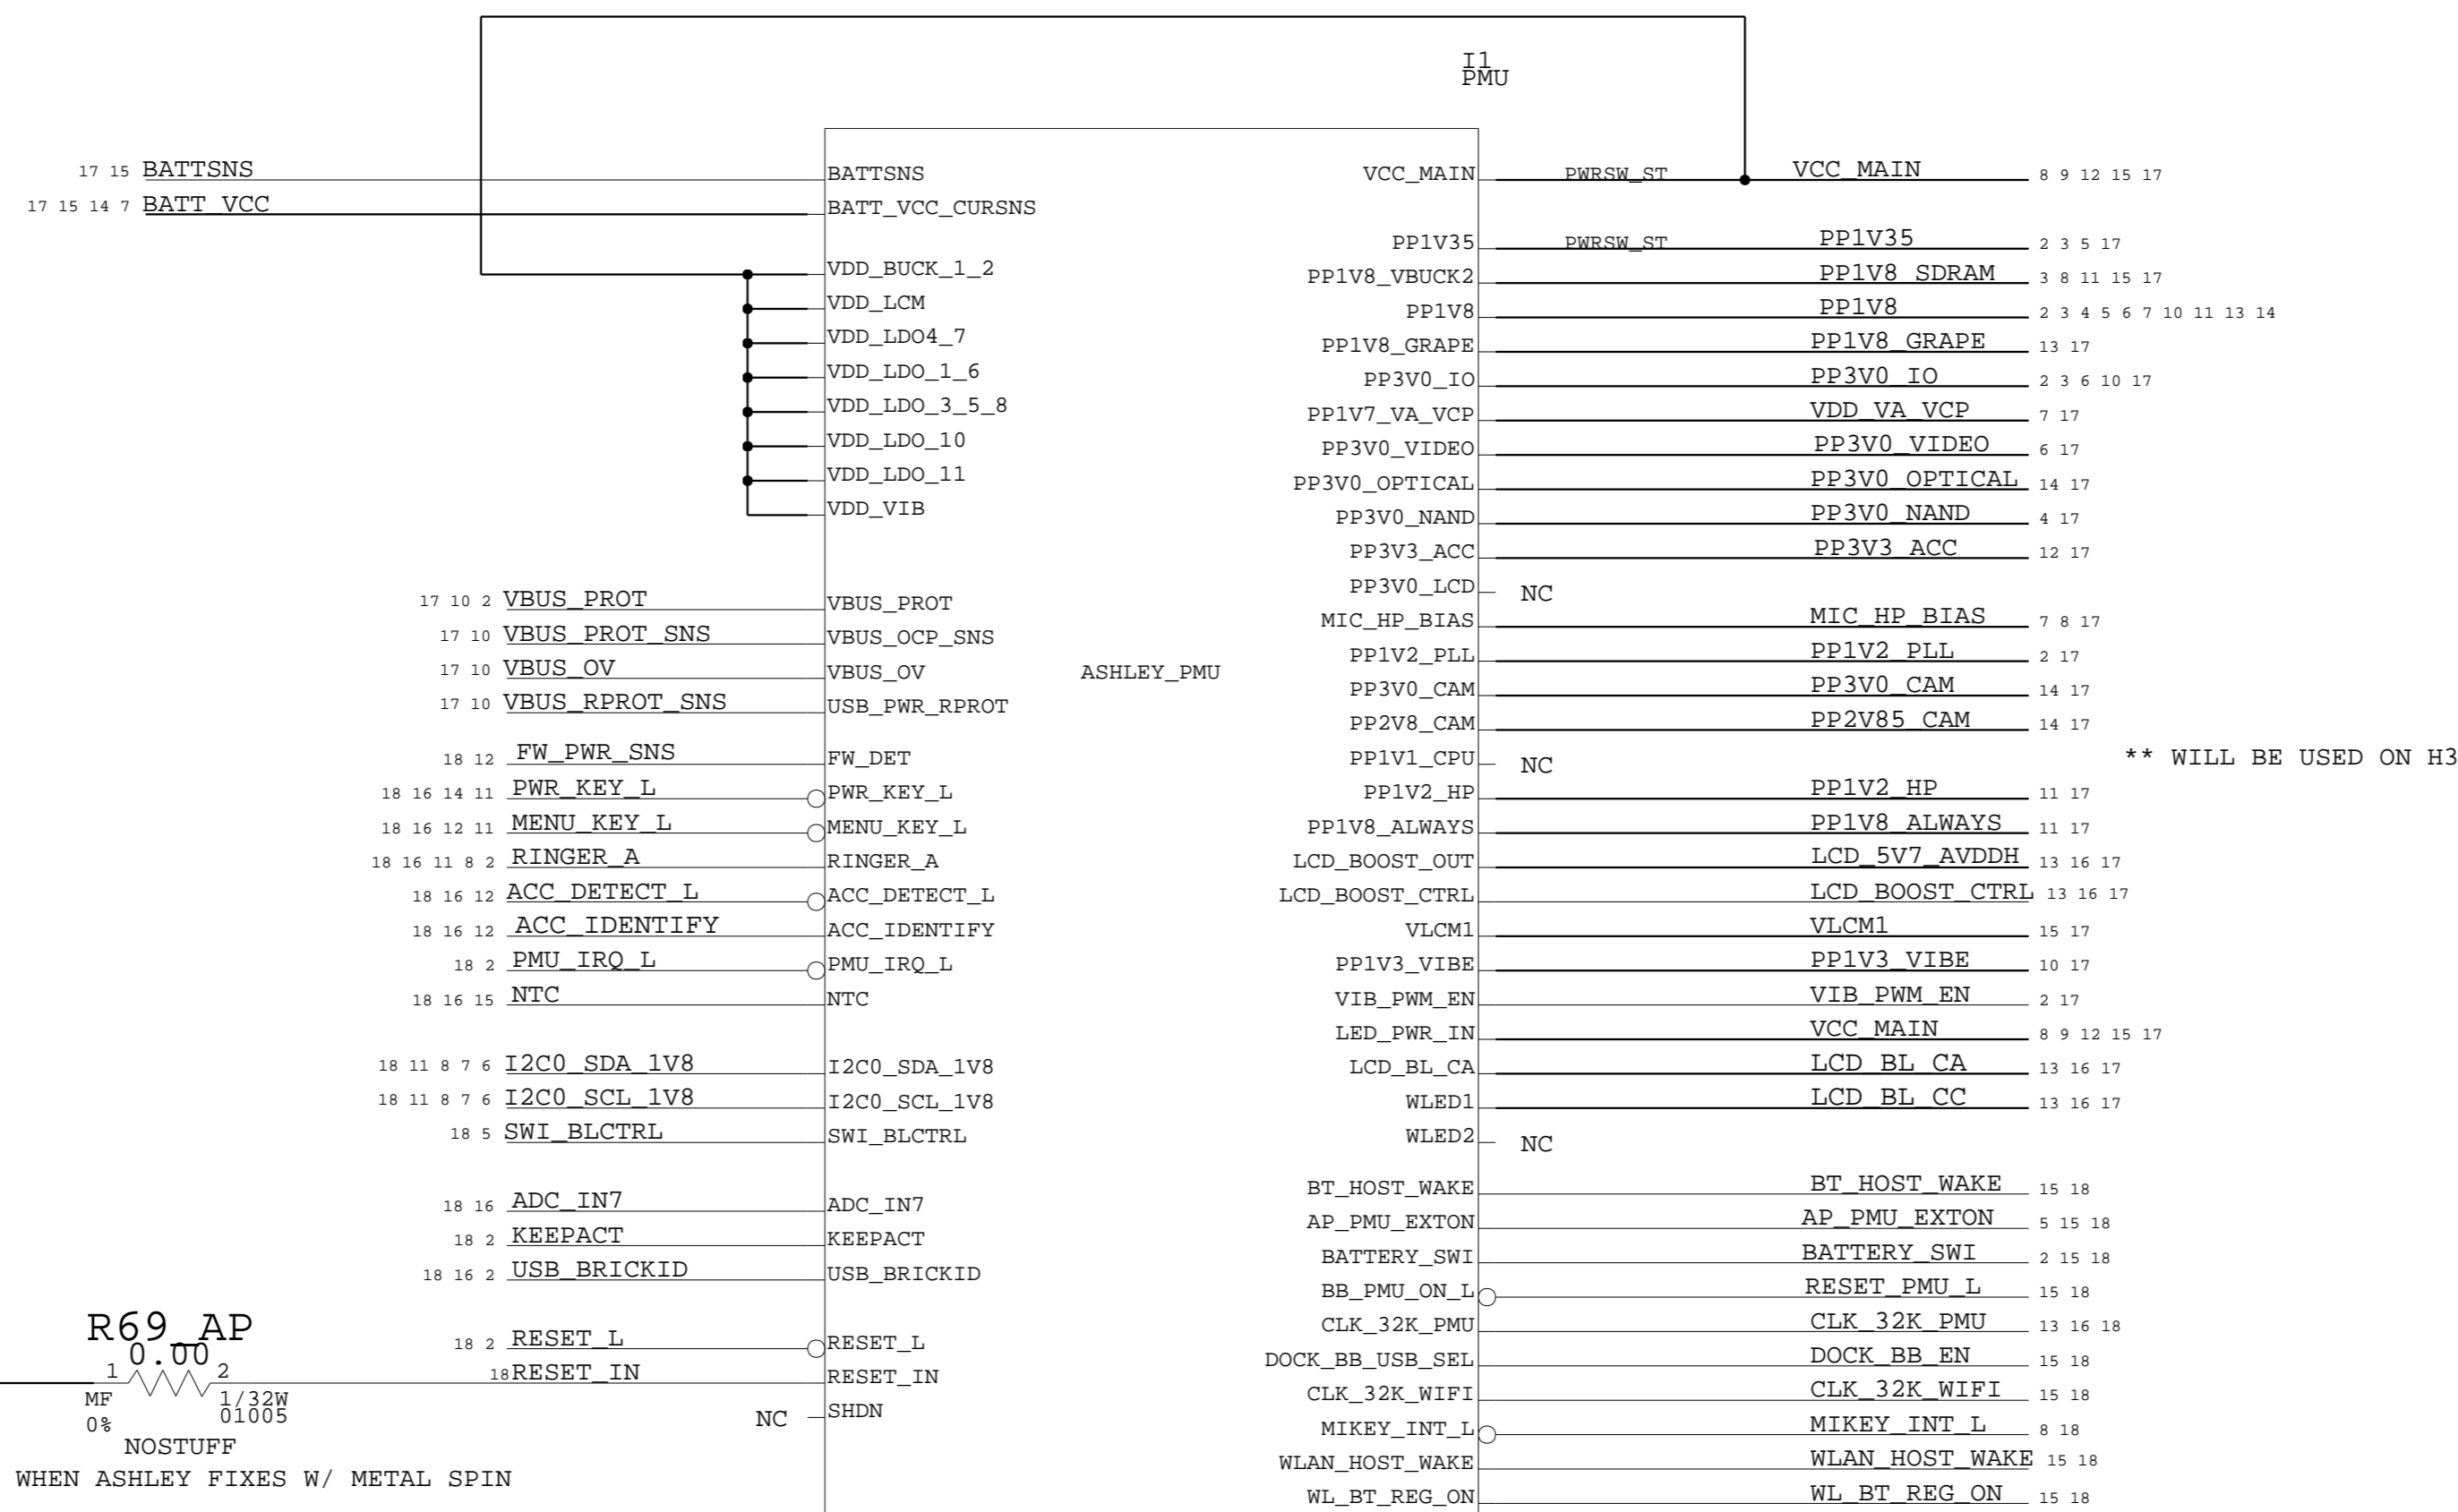 I1
PMU
17 15 BATTSNS BATTSNS VCC_MAIN PWRSW_ST VCC_MAIN 8 9 12 15 17
17 15 14 7 BATT_VCC BATT_VCC_CURSNS
PP1V35 PWRSW_ST PP1V35 2 3 5 17
VDD_BUCK_1_2 PP1V8_VBUCK2 PP1V8_SDRAM 3 8 11 15 17
VDD_LCM PP1V8 PP1V8 2 3 4 5 6 7 10 11 13 14
VDD_LDO4_7 PP1V8_GRAPE PP1V8_GRAPE 13 17
VDD_LDO_1_6 PP3V0_IO PP3V0_IO 2 3 6 10 17
VDD_LDO_3_5_8 PP1V7_VA_VCP VDD_VA_VCP 7 17
VDD_LDO_10 PP3V0_VIDEO PP3V0_VIDEO 6 17
VDD_LDO_11 PP3V0_OPTICAL PP3V0_OPTICAL 14 17
VDD_VIB PP3V0_NAND PP3V0_NAND 4 17
PP3V3_ACC PP3V3_ACC 12 17
PP3V0_LCD NC
17 10 2 VBUS_PROT VBUS_PROT MIC_HP_BIAS MIC_HP_BIAS 7 8 17
17 10 VBUS_PROT_SNS VBUS_OCP_SNS PP1V2_PLL PP1V2_PLL 2 17
17 10 VBUS_OV VBUS_OV ASHLEY_PMU PP3V0_CAM PP3V0_CAM 14 17
17 10 VBUS_RPROT_SNS USB_PWR_RPROT PP2V8_CAM PP2V85_CAM 14 17
18 12 FW_PWR_SNS FW_DET PP1V1_CPU NC ** WILL BE USED ON H3
18 16 14 11 PWR_KEY_L PWR_KEY_L PP1V2_HP PP1V2_HP 11 17
18 16 12 11 MENU_KEY_L MENU_KEY_L PP1V8_ALWAYS PP1V8_ALWAYS 11 17
18 16 11 8 2 RINGER_A RINGER_A LCD_BOOST_OUT LCD_5V7_AVDDH 13 16 17
18 16 12 ACC_DETECT_L ACC_DETECT_L LCD_BOOST_CTRL LCD_BOOST_CTRL 13 16 17
18 16 12 ACC_IDENTIFY ACC_IDENTIFY VLCM1 VLCM1 15 17
18 2 PMU_IRQ_L PMU_IRQ_L PP1V3_VIBE PP1V3_VIBE 10 17
18 16 15 NTC NTC VIB_PWM_EN VIB_PWM_EN 2 17
LED_PWR_IN VCC_MAIN 8 9 12 15 17
18 11 8 7 6 I2C0_SDA_1V8 I2C0_SDA_1V8 LCD_BL_CA LCD_BL_CA 13 16 17
18 11 8 7 6 I2C0_SCL_1V8 I2C0_SCL_1V8 WLED1 LCD_BL_CC 13 16 17
18 5 SWI_BLCTRL SWI_BLCTRL WLED2 NC
BT_HOST_WAKE BT_HOST_WAKE 15 18
18 16 ADC_IN7 ADC_IN7 AP_PMU_EXTON AP_PMU_EXTON 5 15 18
18 2 KEEPACT KEEPACT BATTERY_SWI BATTERY_SWI 2 15 18
18 16 2 USB_BRICKID USB_BRICKID BB_PMU_ON_L RESET_PMU_L 15 18
CLK_32K_PMU CLK_32K_PMU 13 16 18
R69_AP
0.00
18 2 RESET_L RESET_L DOCK_BB_USB_SEL DOCK_BB_EN 15 18
1 2 18 RESET_IN RESET_IN CLK_32K_WIFI CLK_32K_WIFI 15 18
MF 1/32W
0% 01005
NC SHDN MIKEY_INT_L MIKEY_INT_L 8 18
NOSTUFF
WLAN_HOST_WAKE WLAN_HOST_WAKE 15 18
WHEN ASHLEY FIXES W/ METAL SPIN
WL_BT_REG_ON WL_BT_REG_ON 15 18